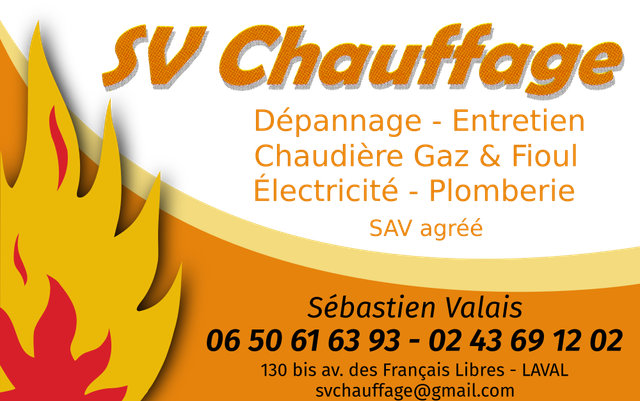 SV Chauffage
Dépannage - Entretien
Chaudière Gaz & Fioul
Électricité - Plomberie
SAV agréé
Sébastien Valais
06 50 61 63 93 - 02 43 69 12 02
130 bis av. des Français Libres - LAVAL
svchauffage@gmail.com